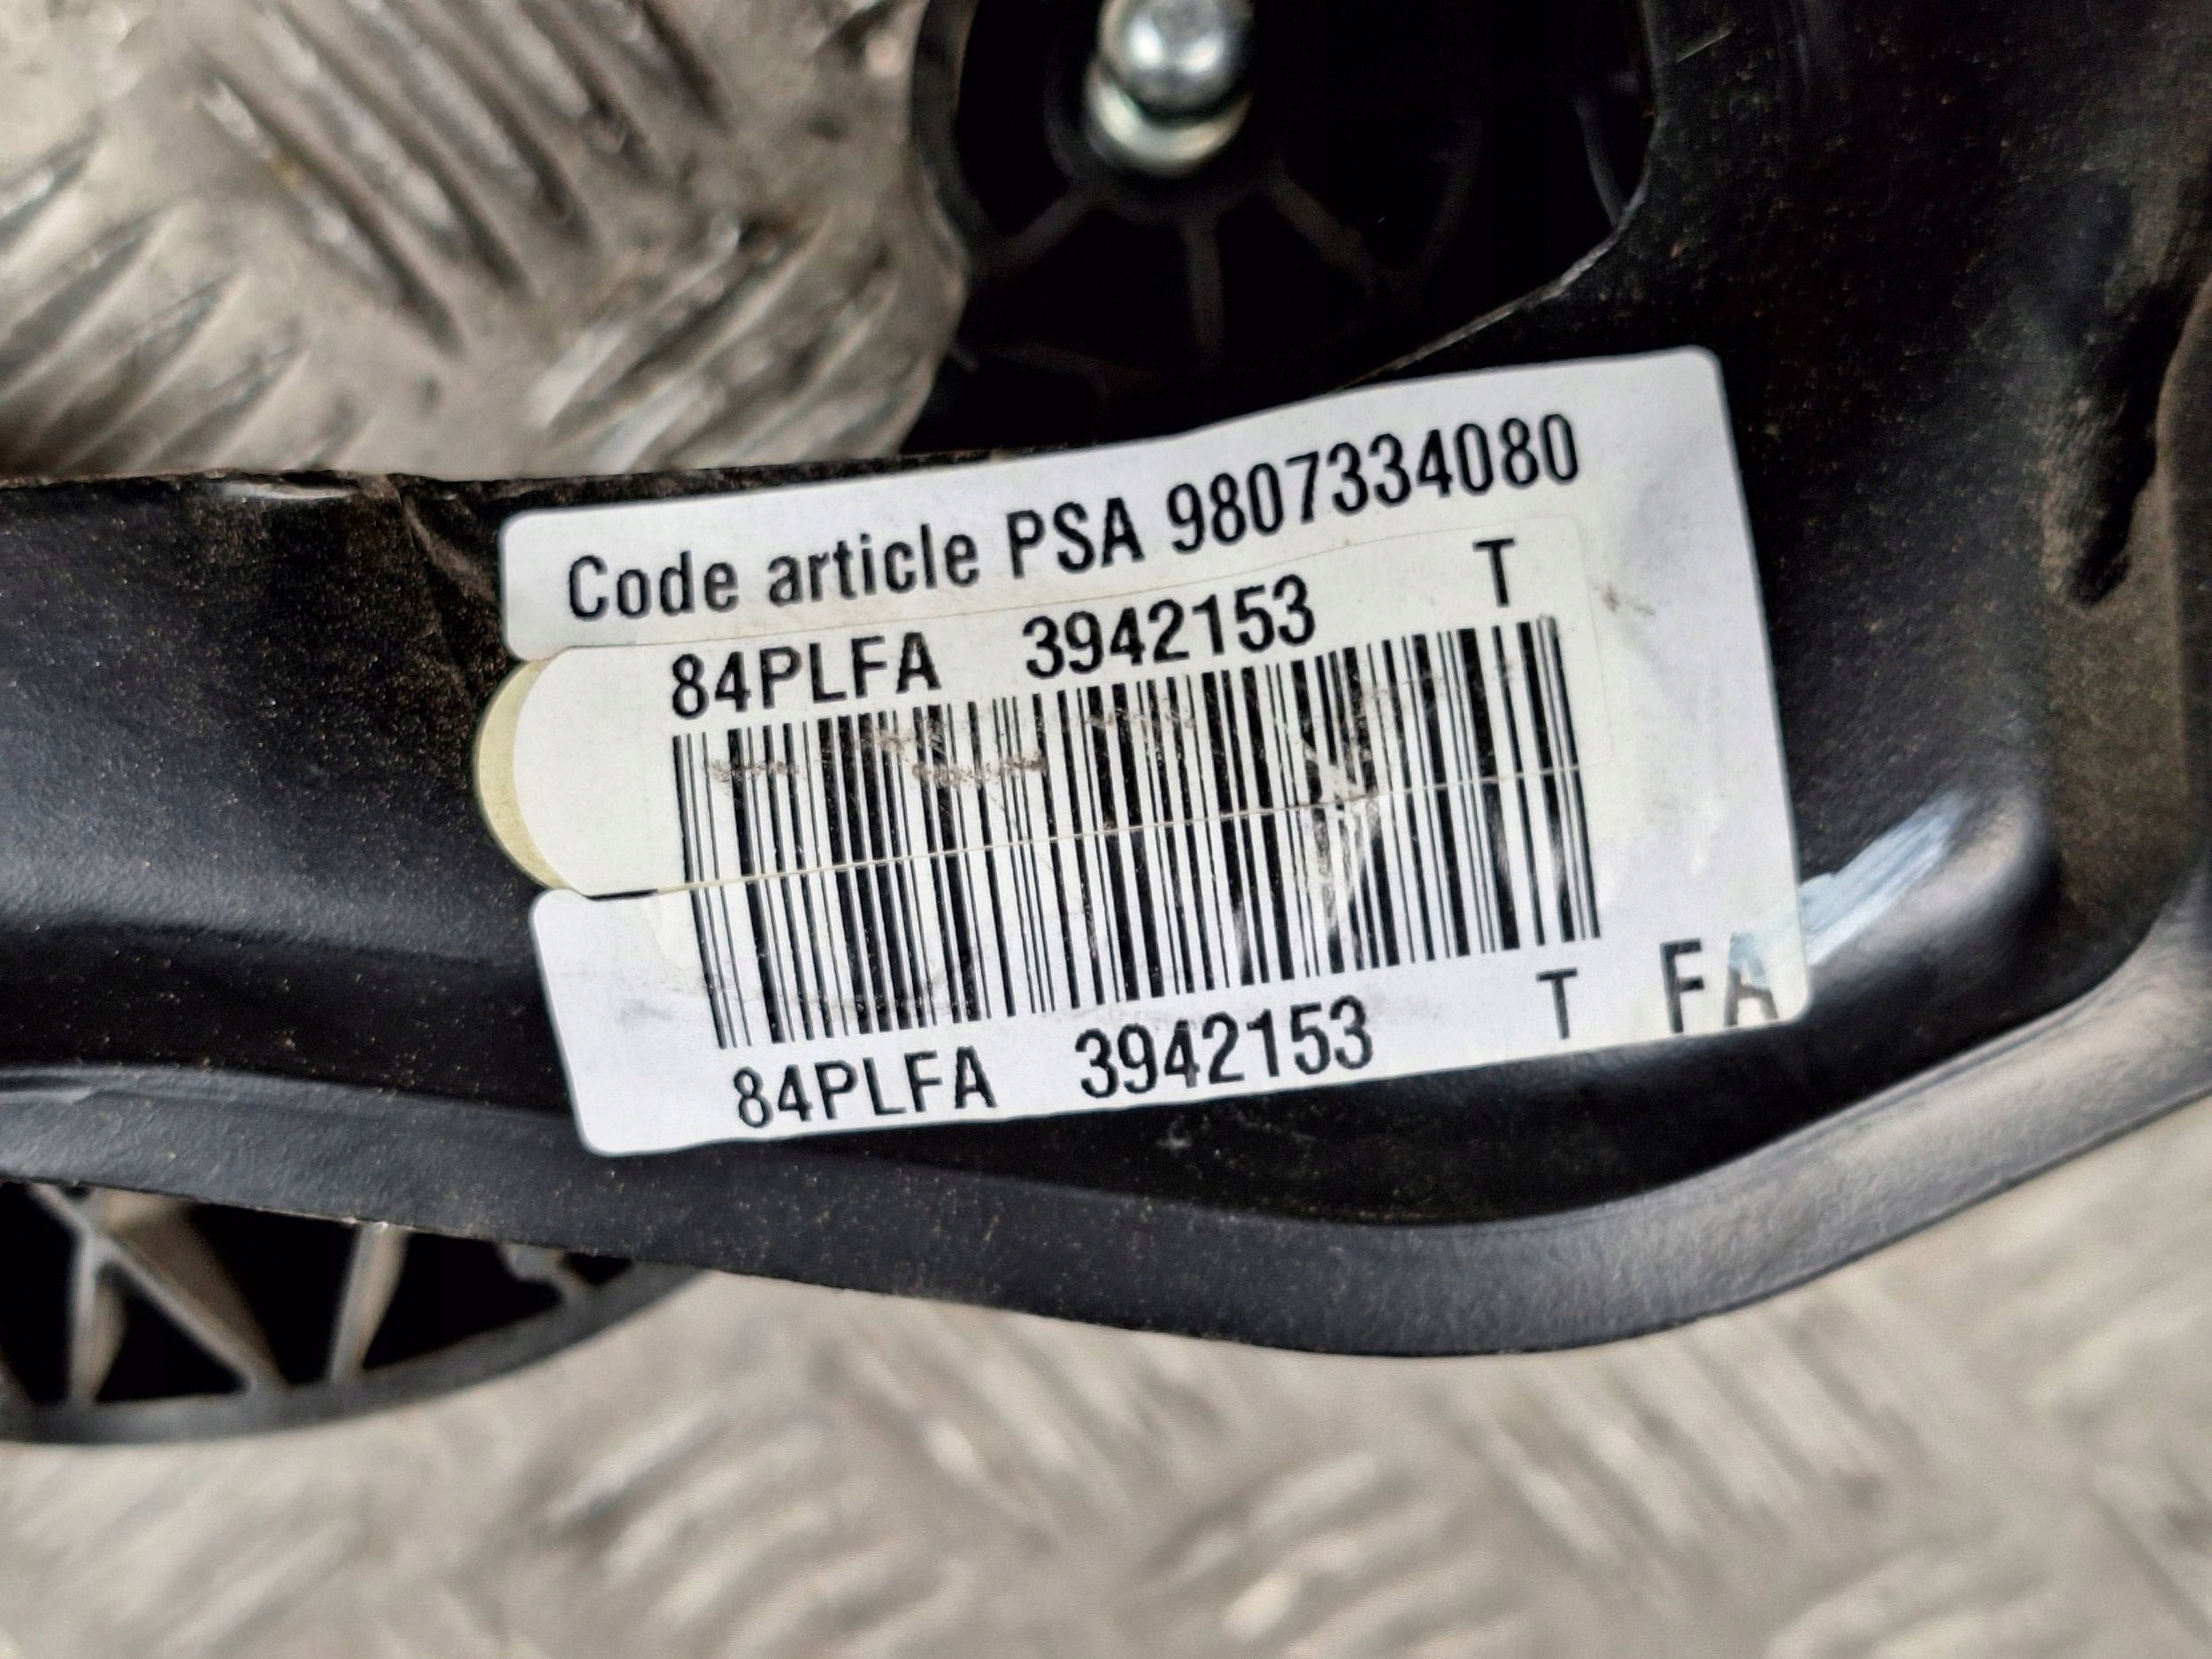 Code article PSA 9807334080
84PLFA 3942153 T
84PLFA 3942153 T FA